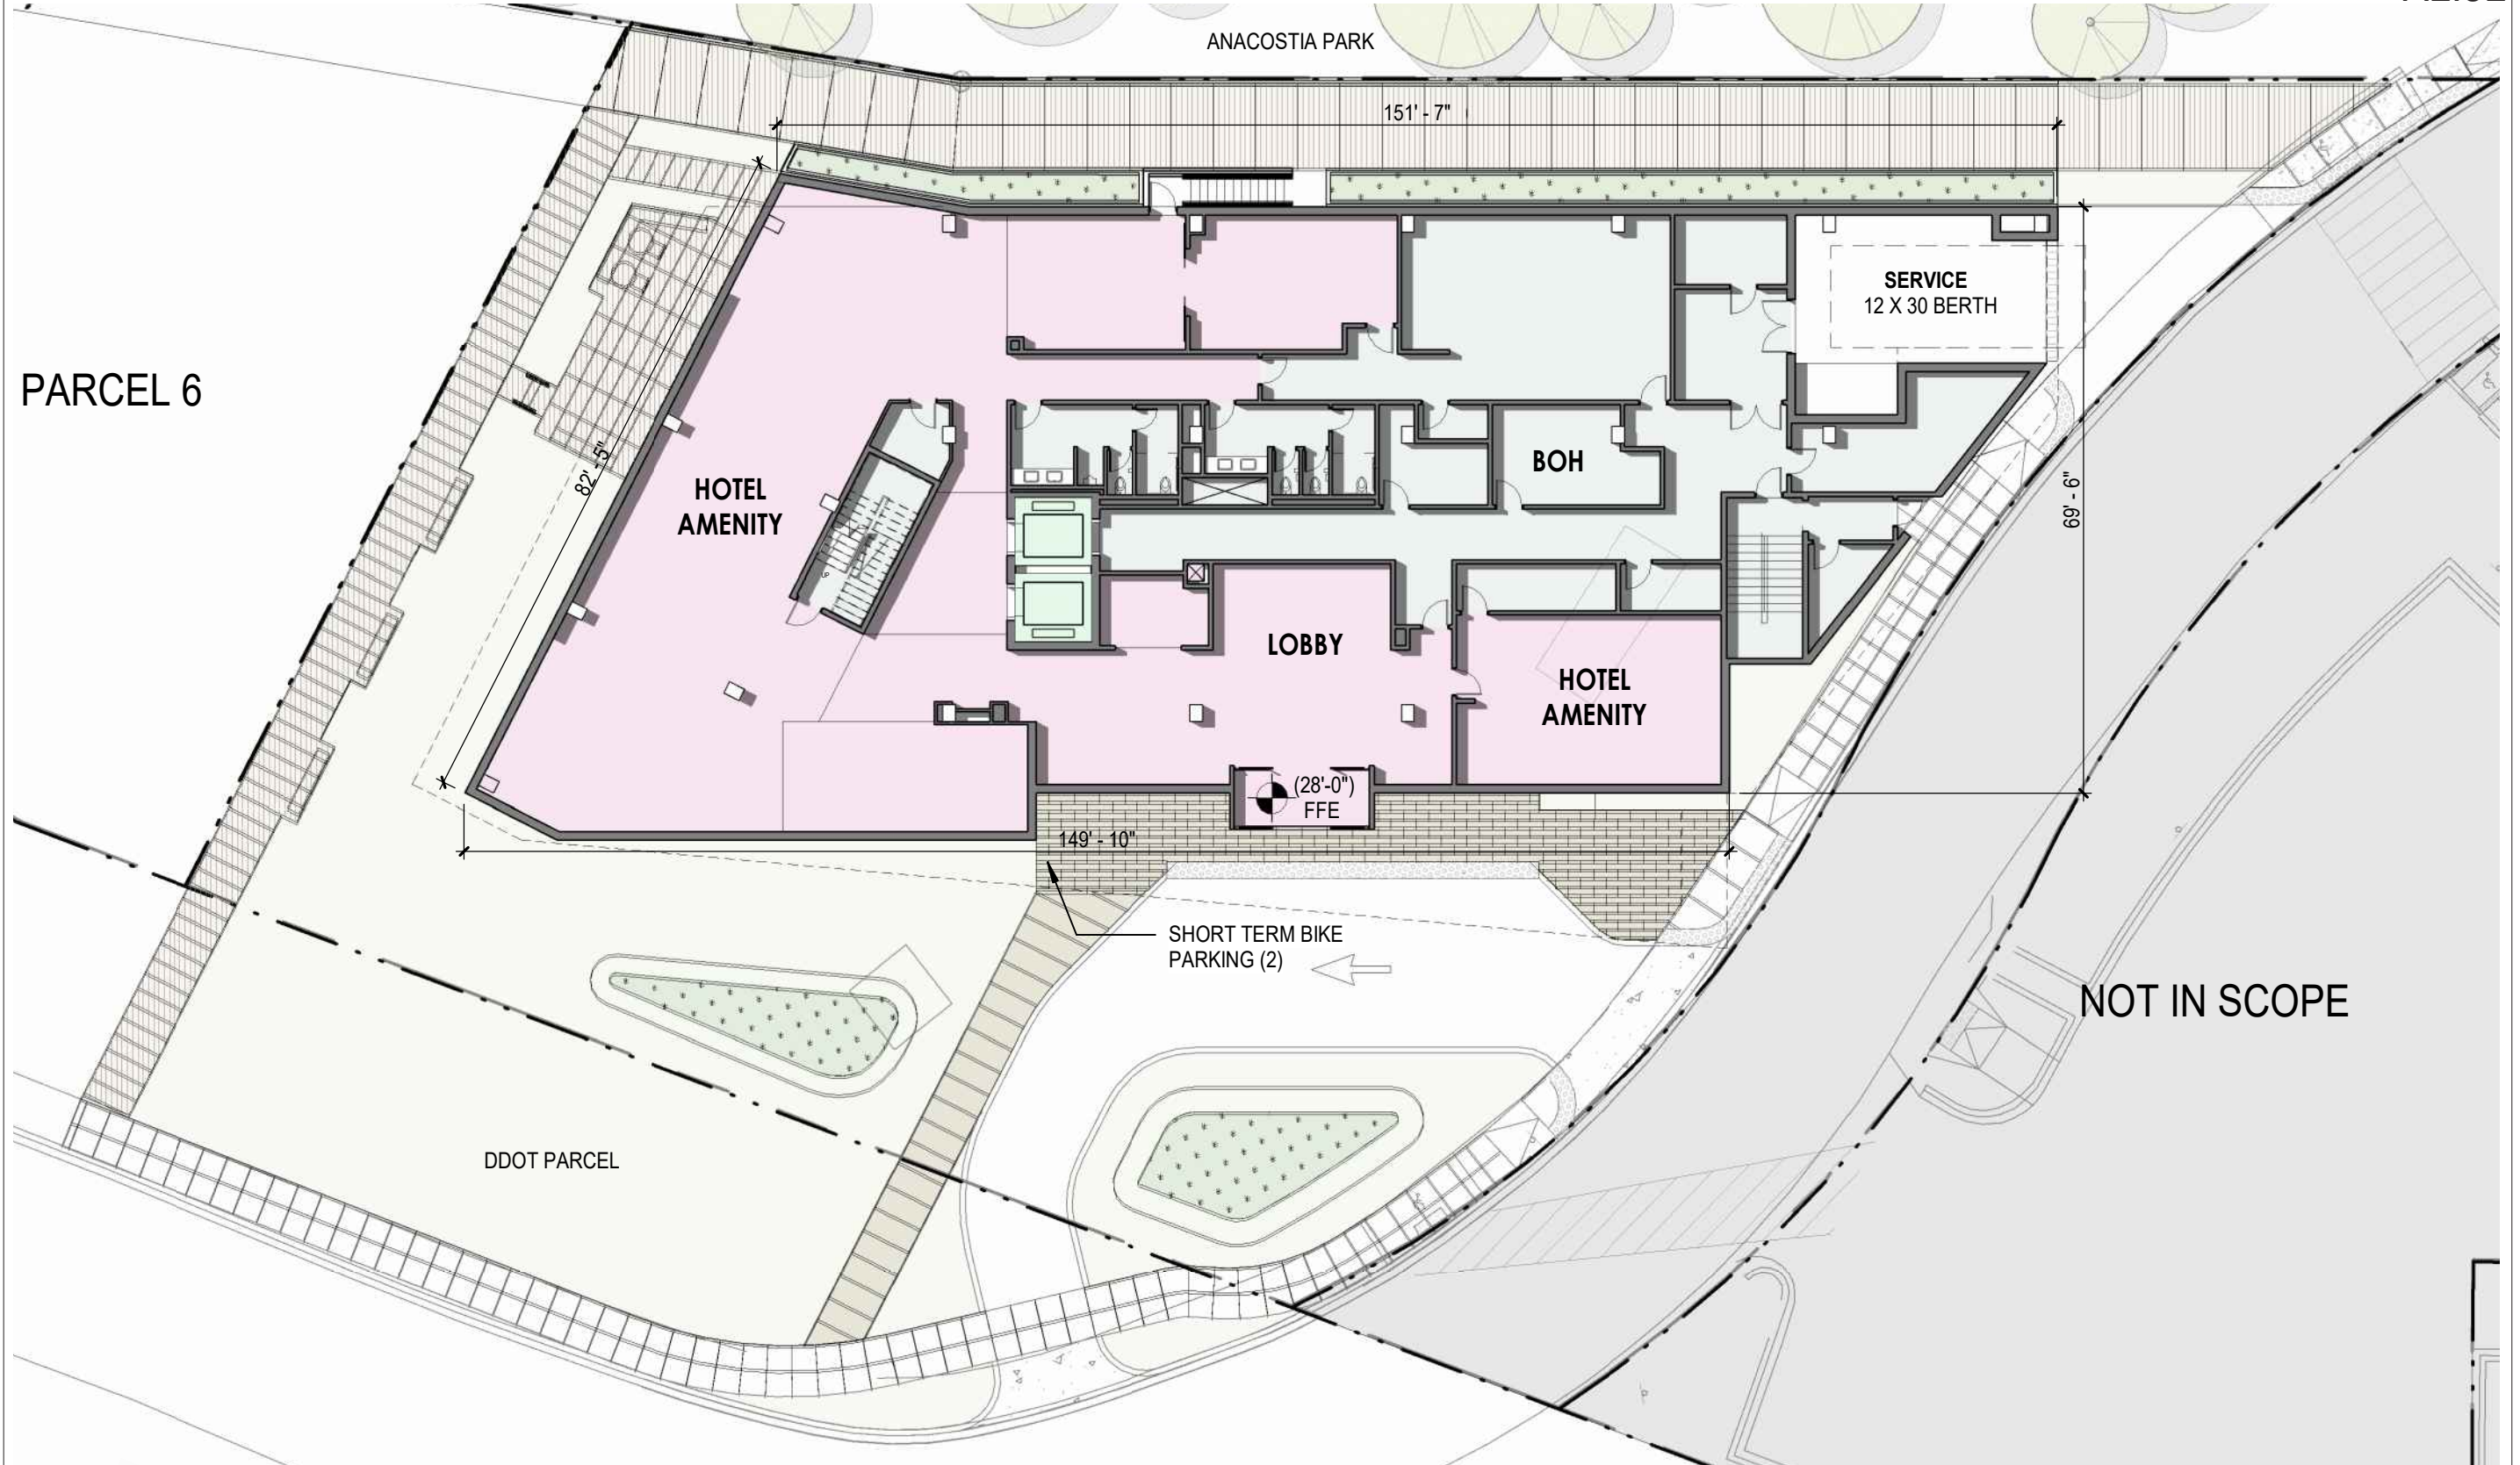 ANACOSTIA PARK
151' - 7"
SERVICE
12 X 30 BERTH
PARCEL 6
82' - 5"
HOTEL
AMENITY
BOH
69' - 6"
UP
LOBBY
HOTEL
AMENITY
(28'-0")
FFE
149' - 10"
SHORT TERM BIKE
PARKING (2)
NOT IN SCOPE
DDOT PARCEL